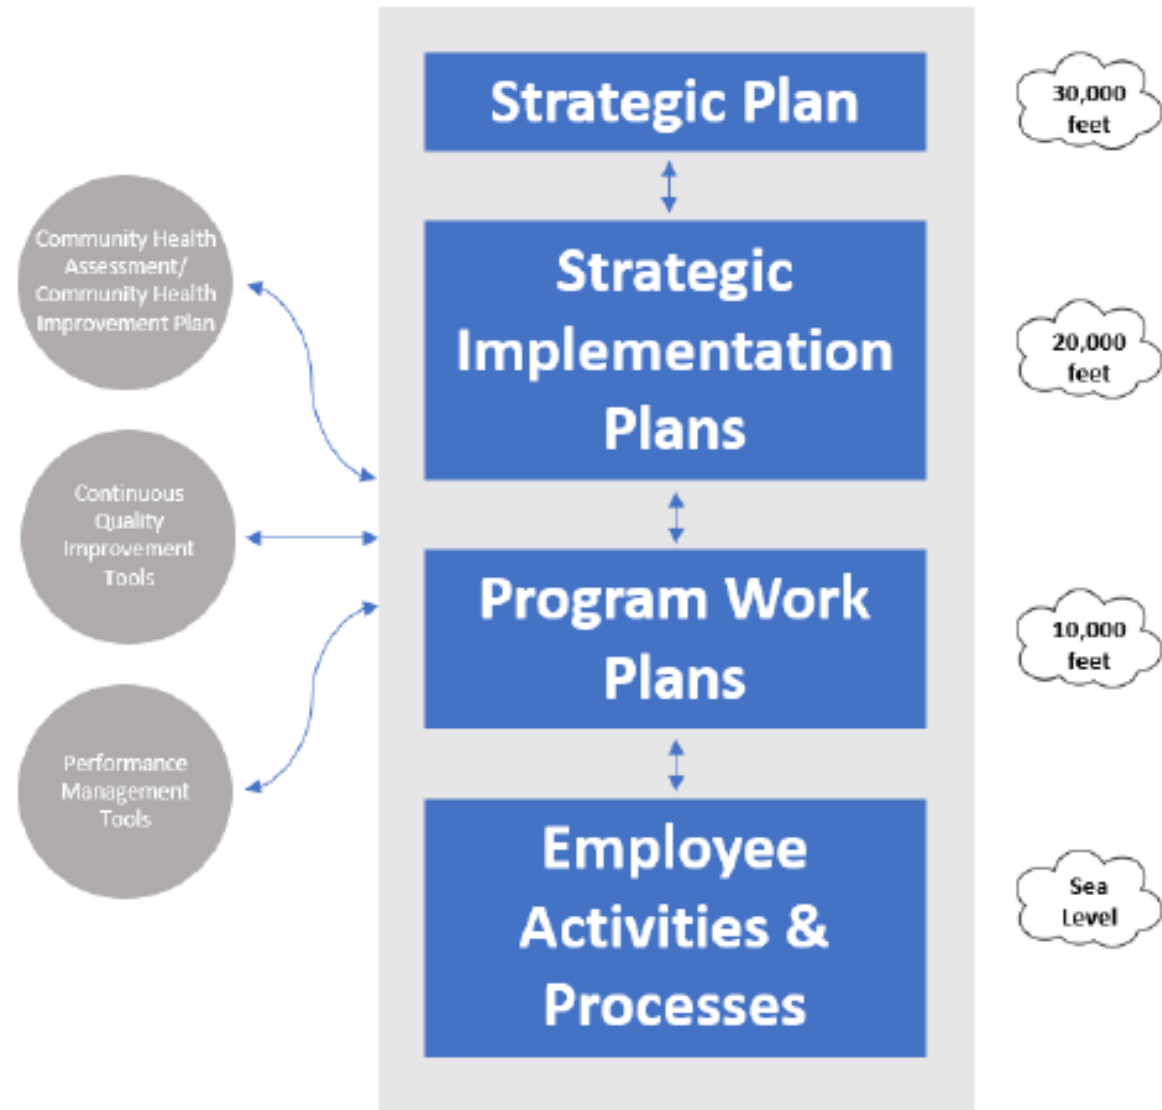 Strategic Plan
30,000
feet
Community Health
Assessment/
Community Health
Improvement Plan
Strategic
Implementation
Plans
20,000
feet
Continuous
Quality
Improvement
Tools
Program Work
Plans
10,000
feet
Performance
Management
Tools
Employee
Activities &
Processes
Sea
Level